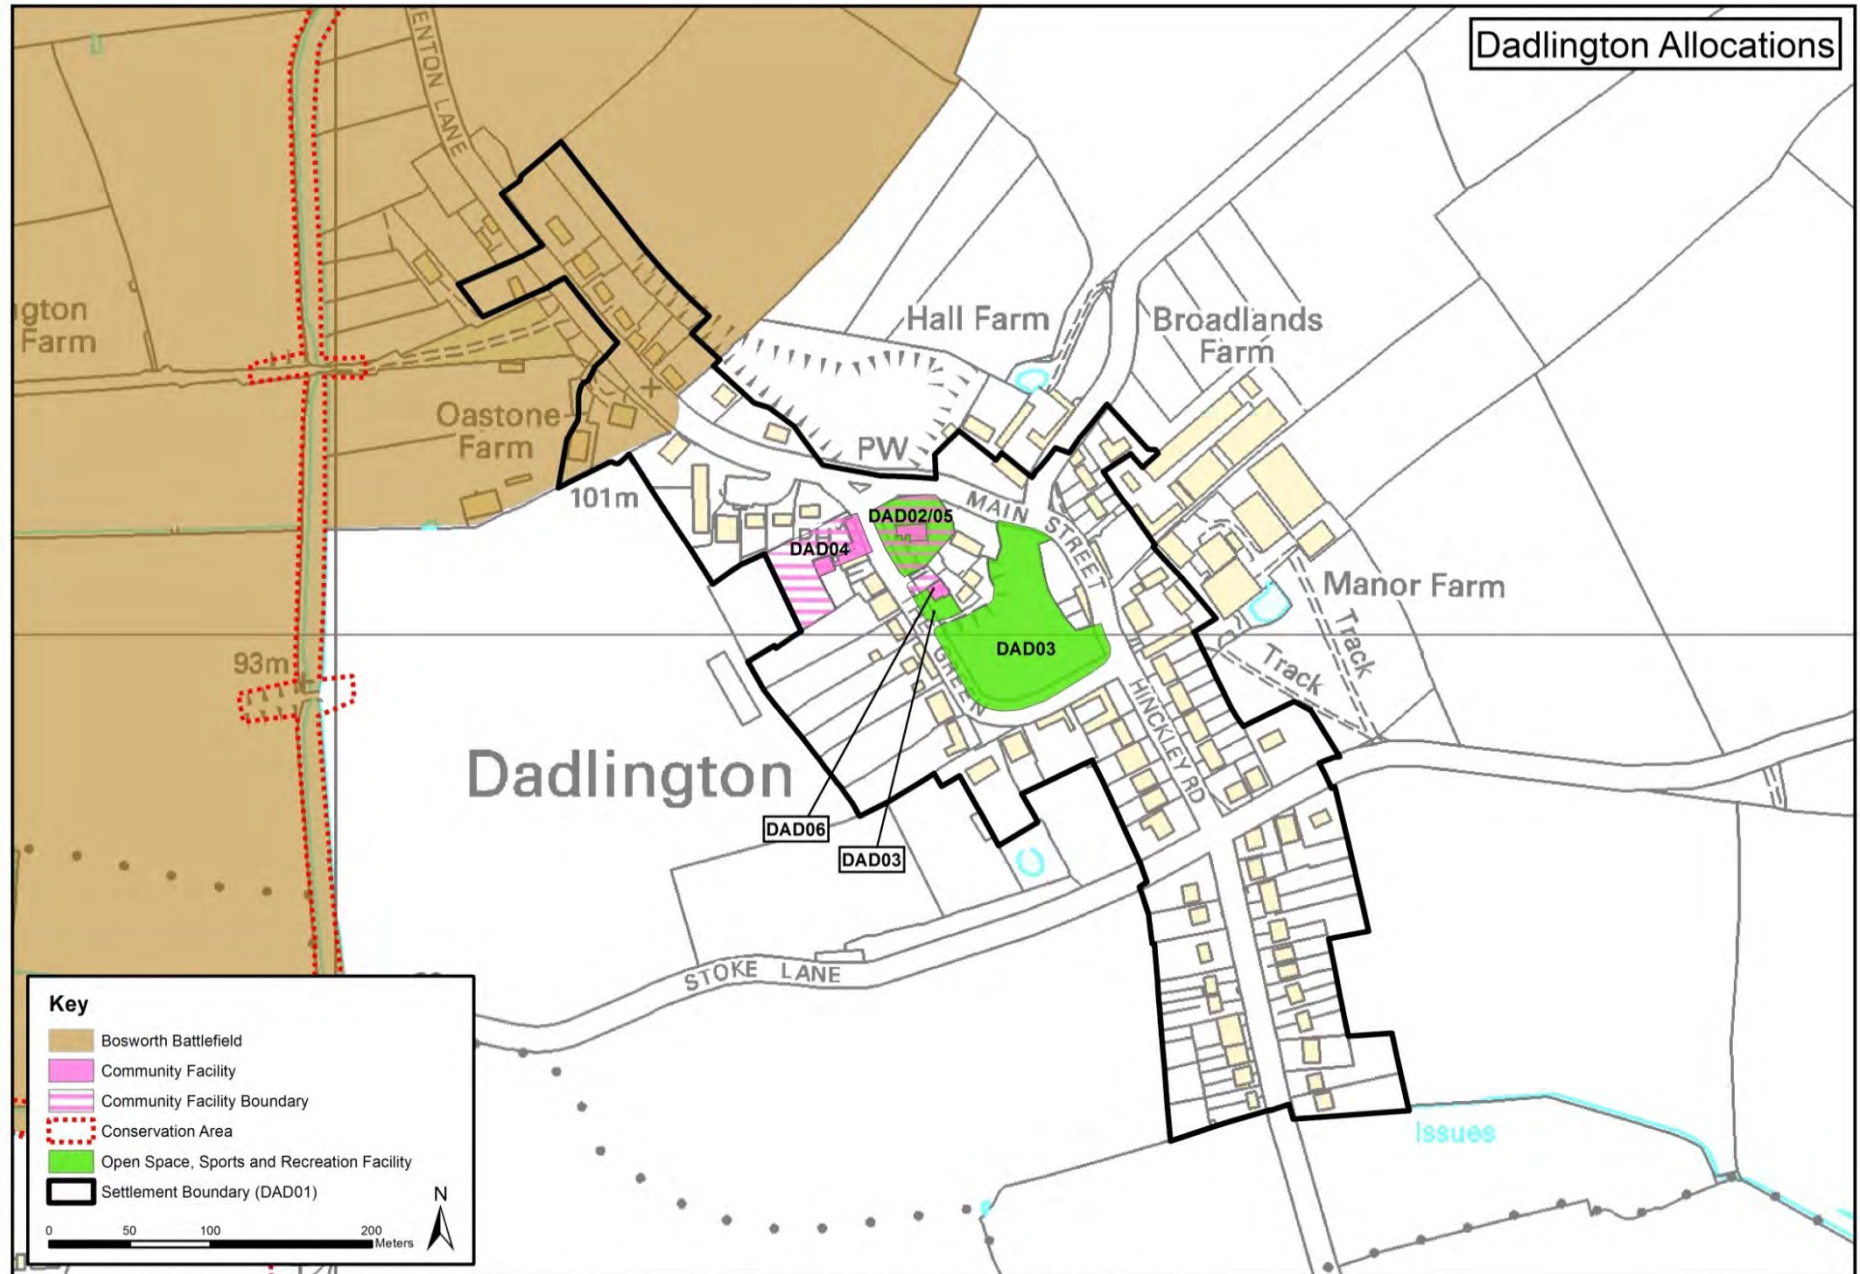 Dadlington Allocations
ENTON LANE
Hall Farm
Broadlands
Farm
gton
Farm
Oastone
Farm
PW
101m
MAIN STREET
DAD02/05
DAD04
Manor Farm
DAD03
Track
Track
93m
GREEN
HINCKLEY RD
Dadlington
DAD06
DAD03
STOKE LANE
Issues
Key
Bosworth Battlefield
Community Facility
Community Facility Boundary
Conservation Area
Open Space, Sports and Recreation Facility
Settlement Boundary (DAD01)
N
0 50 100 200
Meters